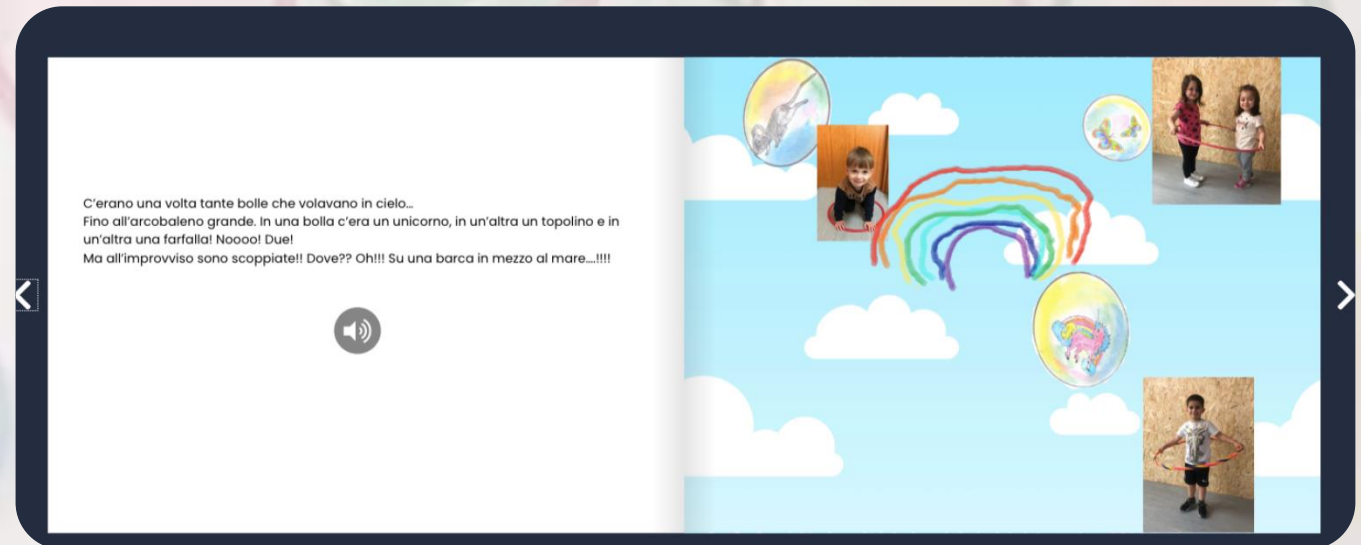 C'erano una volta tante bolle che volavano in cielo...
Fino all'arcobaleno grande. In una bolla c'era un unicorno, in un'altra un topolino e in
un'altra una farfalla! Noooo! Due!
Ma all'improvviso sono scoppiate!! Dove?? Oh!!! Su una barca in mezzo al mare....!!!!